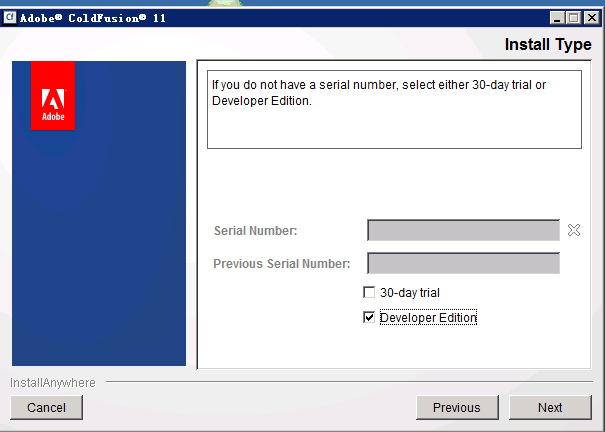 Cf Adobe® ColdFusion® 11
Install Type
Adobe
If you do not have a serial number, select either 30-day trial or
Developer Edition.
Serial Number:
Previous Serial Number:
30-day trial
Developer Edition
InstallAnywhere
Cancel
Previous
Next